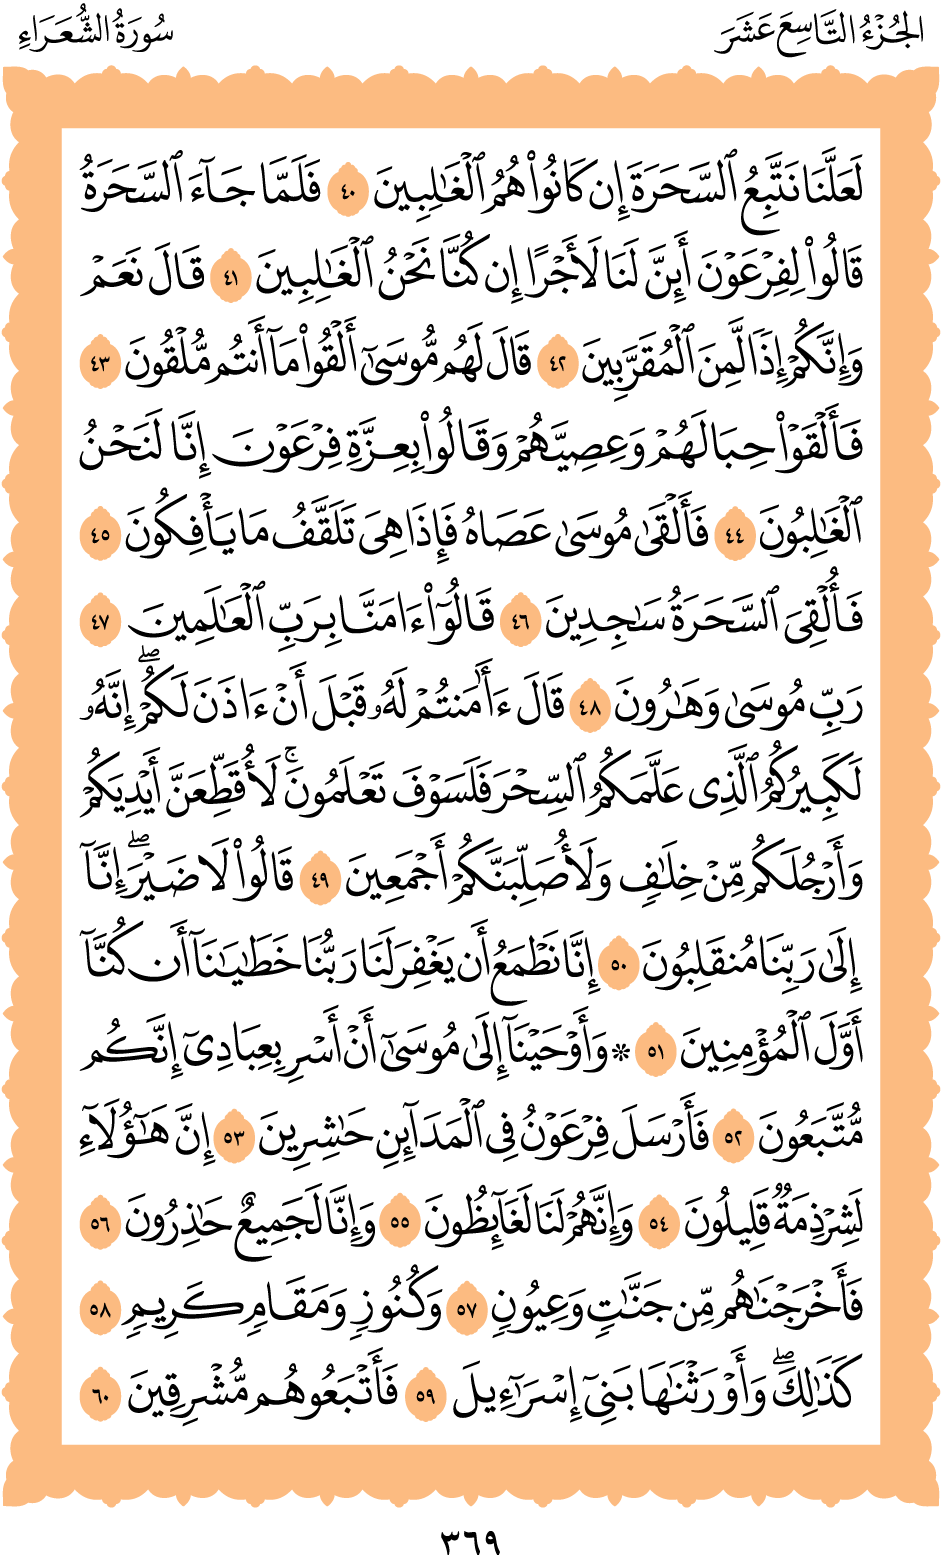 الجُزْءُ التَّاسِعَ عَشَرَ
سُورَةُ الشُّعَرَاءِ
لَعَلَّنَا نَتَّبِعُ ٱلسَّحَرَةَ إِن كَانُوا۟ هُمُ ٱلْغَٰلِبِينَ ٤٠ فَلَمَّا جَآءَ ٱلسَّحَرَةُ
قَالُوا۟ لِفِرْعَوْنَ أَئِنَّ لَنَا لَأَجْرًا إِن كُنَّا نَحْنُ ٱلْغَٰلِبِينَ ٤١ قَالَ نَعَمْ
وَإِنَّكُمْ إِذًا لَّمِنَ ٱلْمُقَرَّبِينَ ٤٢ قَالَ لَهُم مُّوسَىٰٓ أَلْقُوا۟ مَآ أَنتُم مُّلْقُونَ ٤٣
فَأَلْقَوْا۟ حِبَالَهُمْ وَعِصِيَّهُمْ وَقَالُوا۟ بِعِزَّةِ فِرْعَوْنَ إِنَّا لَنَحْنُ
ٱلْغَٰلِبُونَ ٤٤ فَأَلْقَىٰ مُوسَىٰ عَصَاهُ فَإِذَا هِىَ تَلْقَفُ مَا يَأْفِكُونَ ٤٥
فَأُلْقِىَ ٱلسَّحَرَةُ سَٰجِدِينَ ٤٦ قَالُوٓا۟ ءَامَنَّا بِرَبِّ ٱلْعَٰلَمِينَ ٤٧
رَبِّ مُوسَىٰ وَهَٰرُونَ ٤٨ قَالَ ءَأَٰمَنتُمْ لَهُۥ قَبْلَ أَنْ ءَاذَنَ لَكُمْۖ إِنَّهُۥ
لَكَبِيرُكُمُ ٱلَّذِى عَلَّمَكُمُ ٱلسِّحْرَ فَلَسَوْفَ تَعْلَمُونَۚ لَأُقَطِّعَنَّ أَيْدِيَكُمْ
وَأَرْجُلَكُم مِّنْ خِلَٰفٍ وَلَأُصَلِّبَنَّكُمْ أَجْمَعِينَ ٤٩ قَالُوا۟ لَا ضَيْرَۖ إِنَّآ
إِلَىٰ رَبِّنَا مُنقَلِبُونَ ٥٠ إِنَّا نَطْمَعُ أَن يَغْفِرَ لَنَا رَبُّنَا خَطَٰيَٰنَآ أَن كُنَّآ
أَوَّلَ ٱلْمُؤْمِنِينَ ٥١ ۞ وَأَوْحَيْنَآ إِلَىٰ مُوسَىٰٓ أَنْ أَسْرِ بِعِبَادِىٓ إِنَّكُم
مُّتَّبَعُونَ ٥٢ فَأَرْسَلَ فِرْعَوْنُ فِى ٱلْمَدَآئِنِ حَٰشِرِينَ ٥٣ إِنَّ هَٰٓؤُلَآءِ
لَشِرْذِمَةٌ قَلِيلُونَ ٥٤ وَإِنَّهُمْ لَنَا لَغَآئِظُونَ ٥٥ وَإِنَّا لَجَمِيعٌ حَٰذِرُونَ ٥٦
فَأَخْرَجْنَٰهُم مِّن جَنَّٰتٍ وَعُيُونٍ ٥٧ وَكُنُوزٍ وَمَقَامٍ كَرِيمٍ ٥٨
كَذَٰلِكَۖ وَأَوْرَثْنَٰهَا بَنِىٓ إِسْرَٰٓءِيلَ ٥٩ فَأَتْبَعُوهُم مُّشْرِقِينَ ٦٠
٣٦٩